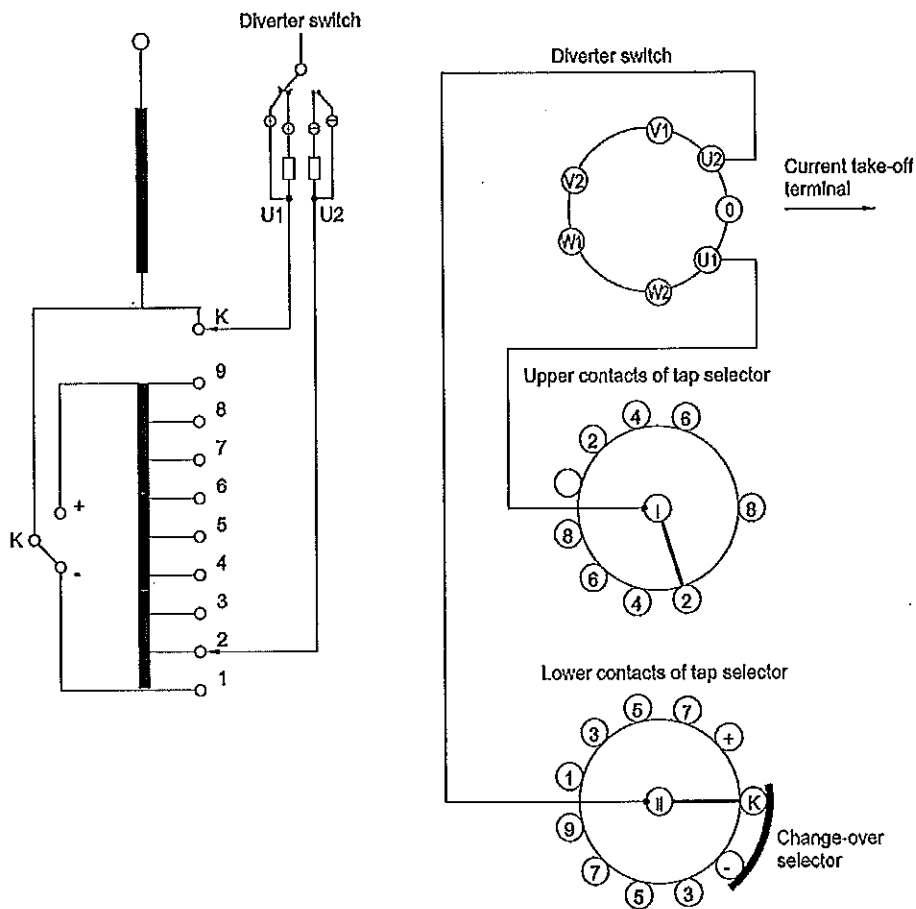 Diverter switch
U1
U2
K
9
8
7
6
5
4
3
2
1
+
K
-
Diverter switch
V1
V2
U2
0
W1
U1
W2
Current take-off
terminal
Upper contacts of tap selector
4
6
2
8
I
8
6
4
2
Lower contacts of tap selector
5
7
3
+
1
II
K
9
-
7
5
3
Change-over
selector